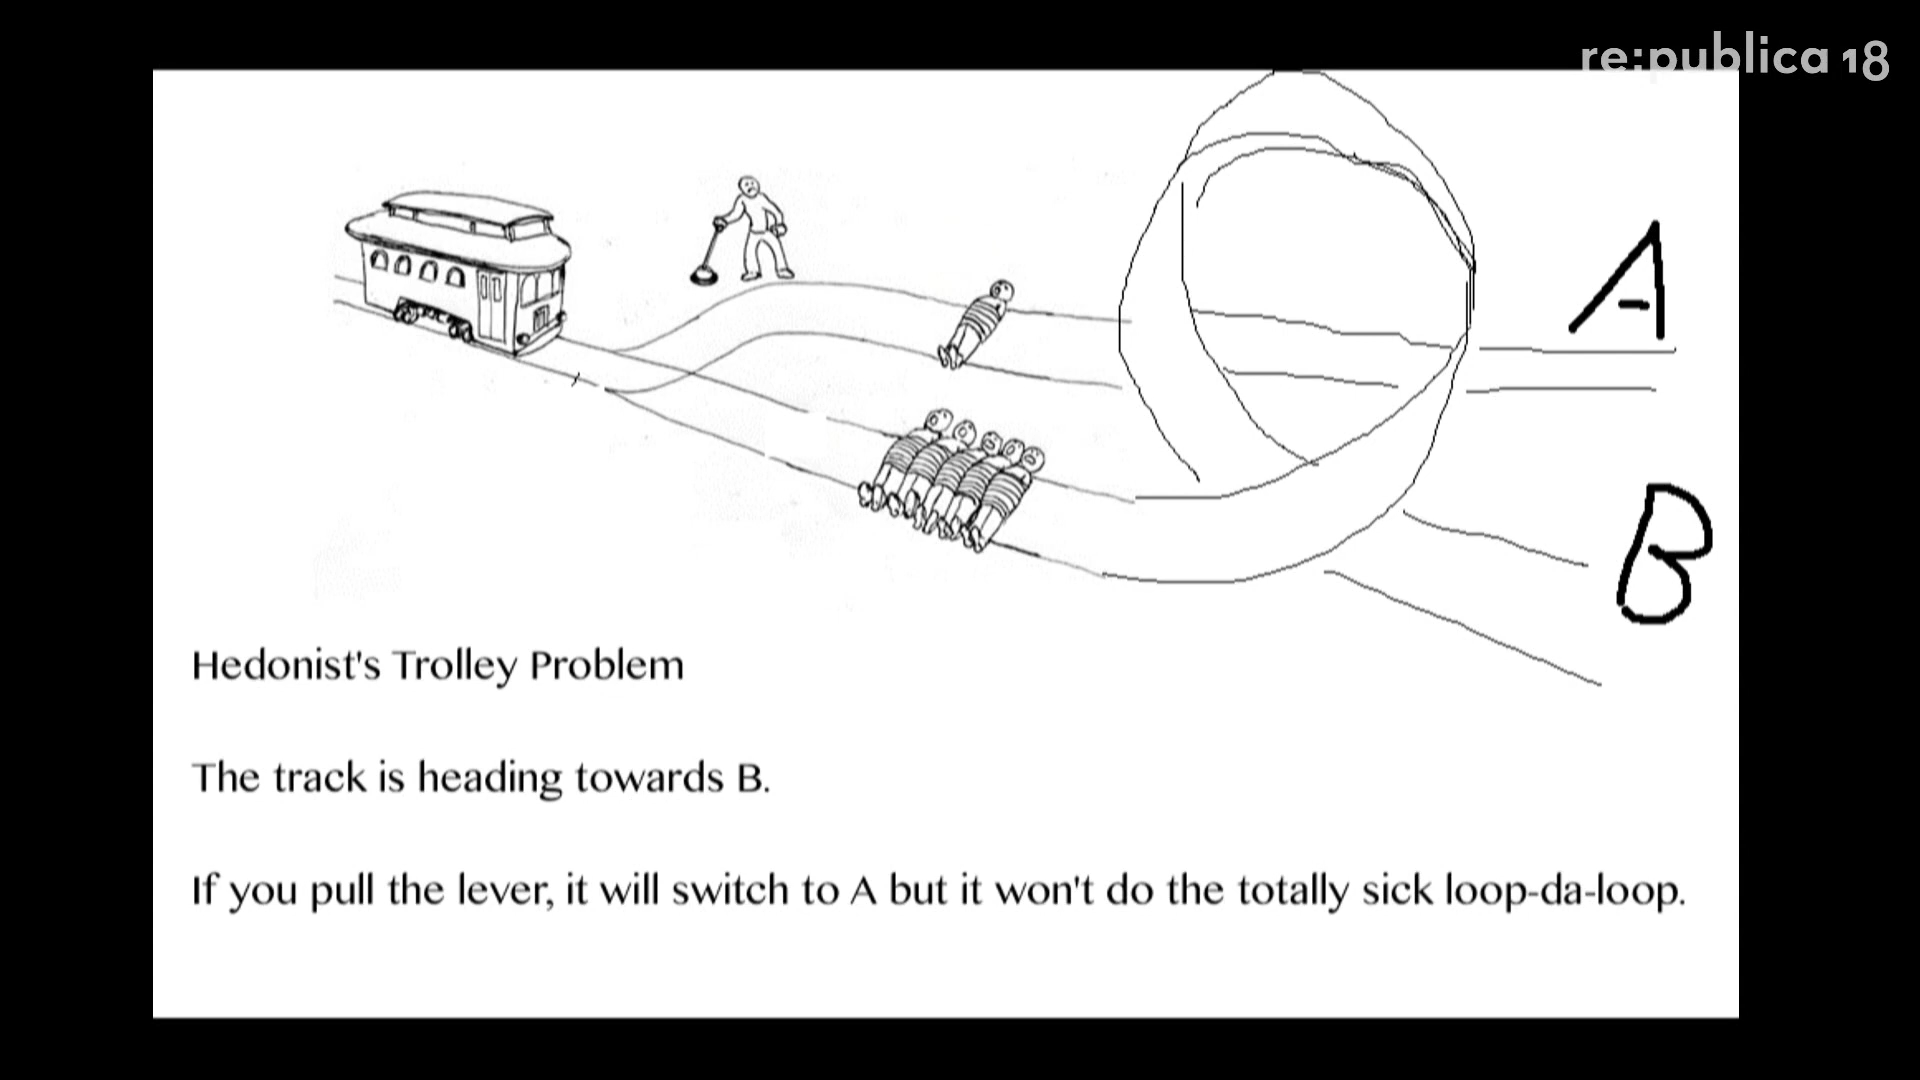 re:publica 18
A
B
Hedonist's Trolley Problem
The track is heading towards B.
If you pull the lever, it will switch to A but it won't do the totally sick loop-da-loop.